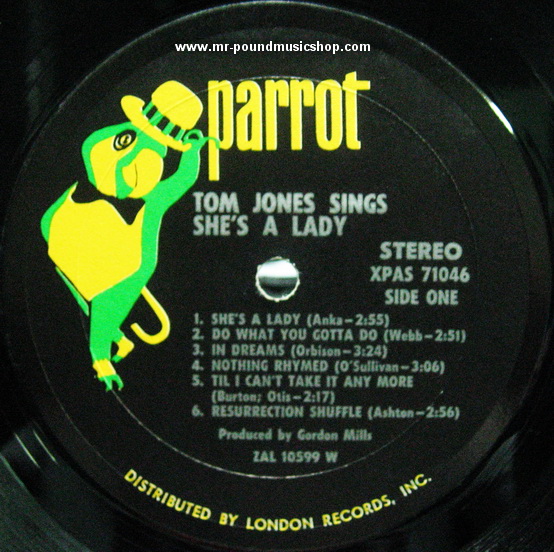 www.mr-poundmusicshop.com
parrot
TOM JONES SINGS
SHE'S A LADY
STEREO
XPAS 71046
SIDE ONE
1. SHE'S A LADY (Anka–2:55)
2. DO WHAT YOU GOTTA DO (Webb–2:51)
3. IN DREAMS (Orbison–3:24)
4. NOTHING RHYMED (O'Sullivan–3:06)
5. TIL I CAN'T TAKE IT ANY MORE
(Burton; Otis–2:17)
6. RESURRECTION SHUFFLE (Ashton–2:56)
Produced by Gordon Mills
ZAL 10599 W
DISTRIBUTED BY LONDON RECORDS, INC.